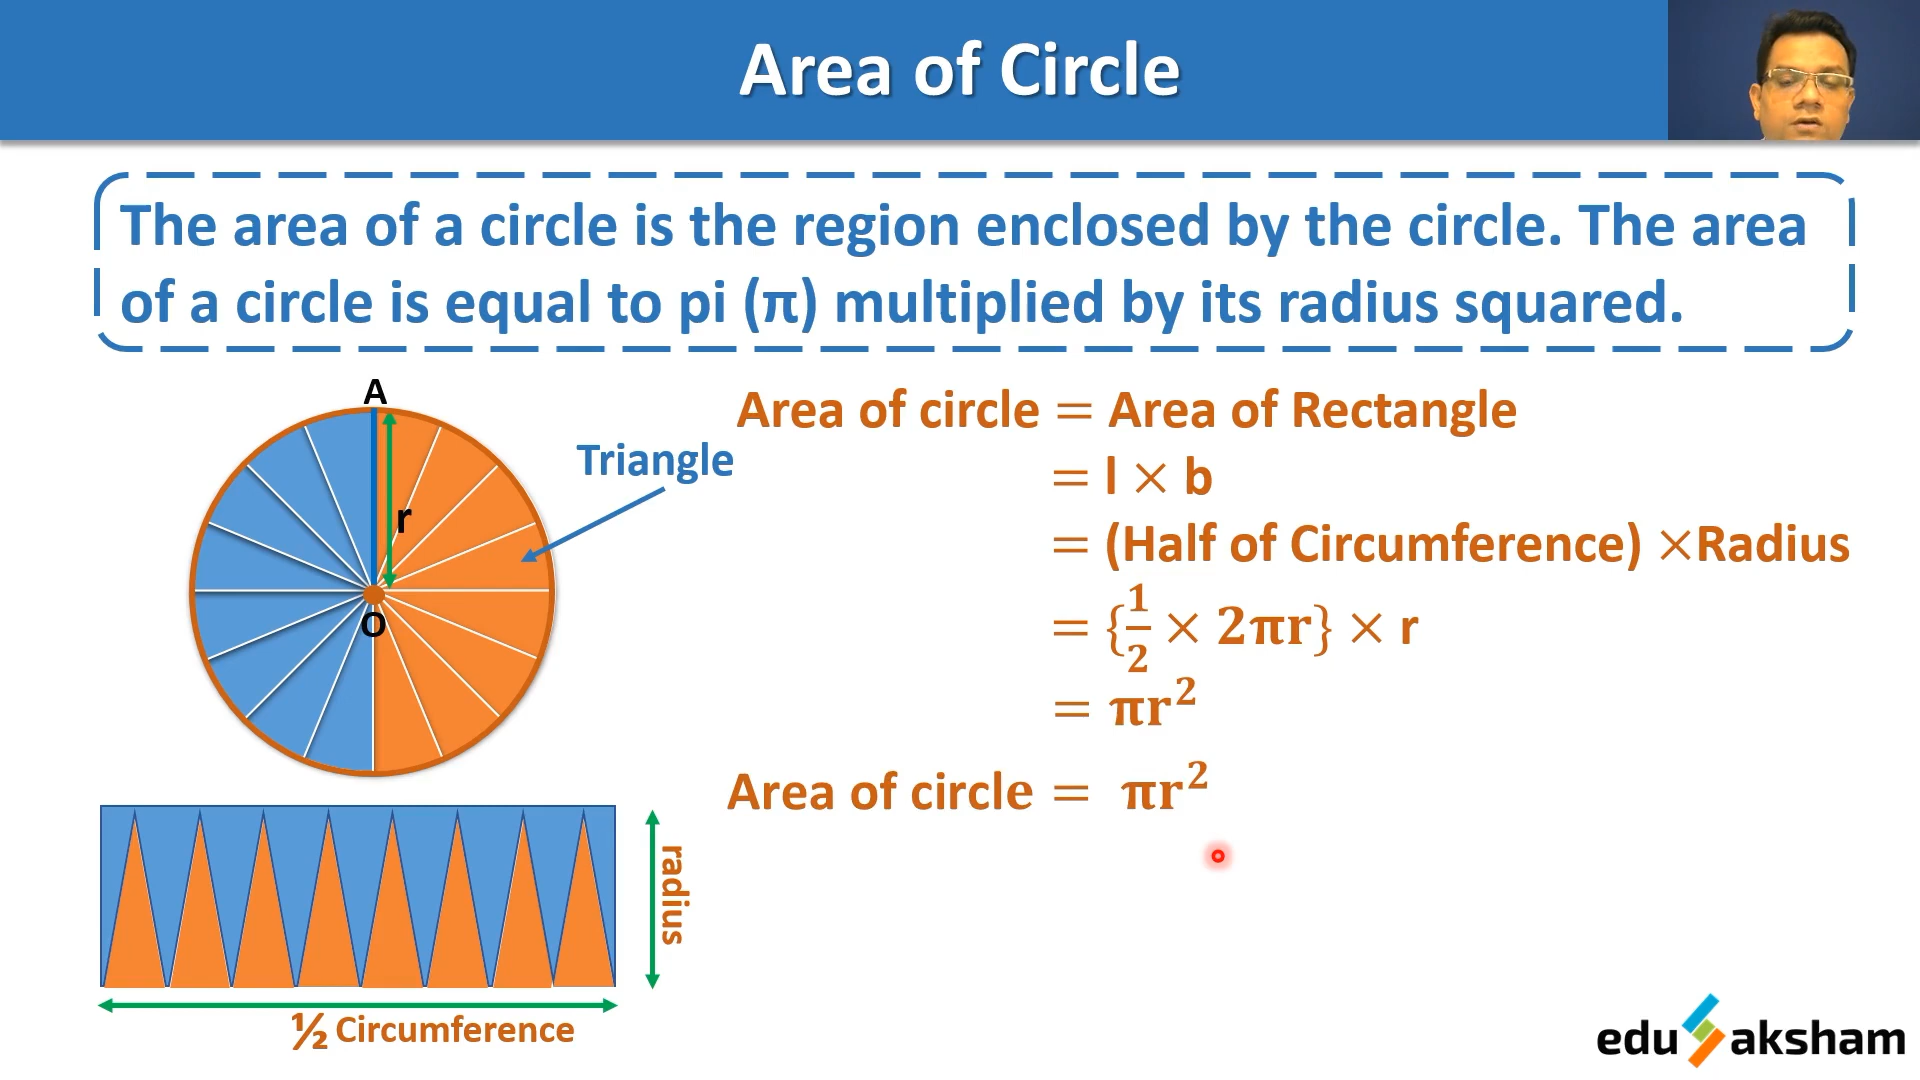 Area of Circle
The area of a circle is the region enclosed by the circle. The area
of a circle is equal to pi (π) multiplied by its radius squared.
A
r
O
Triangle
radius
½ Circumference
Area of circle = Area of Rectangle
= l × b
= (Half of Circumference) ×Radius
= {1/2 × 2πr} × r
= πr²
Area of circle = πr²
edu aksham